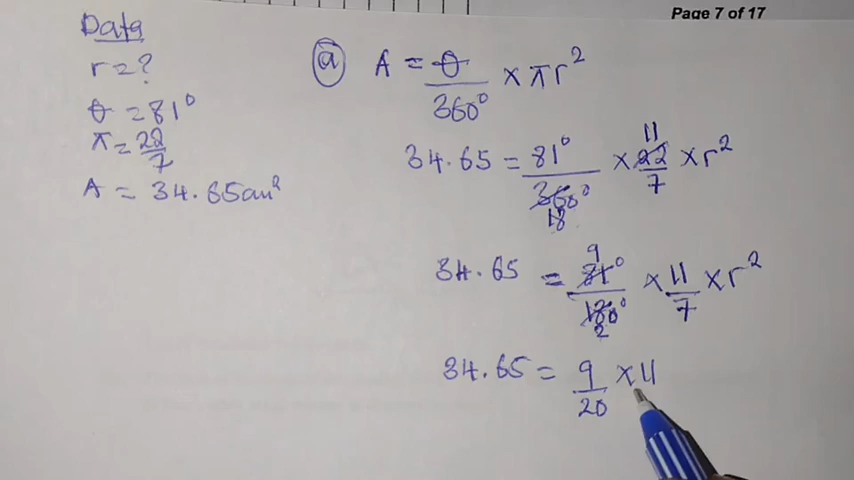 Page 7 of 17
Data
r = ?
θ = 81°
π = 22/7
A = 34.65cm²
(a) A = θ/360° × πr²
34.65 = 81°/360° × 22/7 × r²
11
18
34.65 = 81°/180° × 11/7 × r²
9
2
34.65 = 9/20 × 11